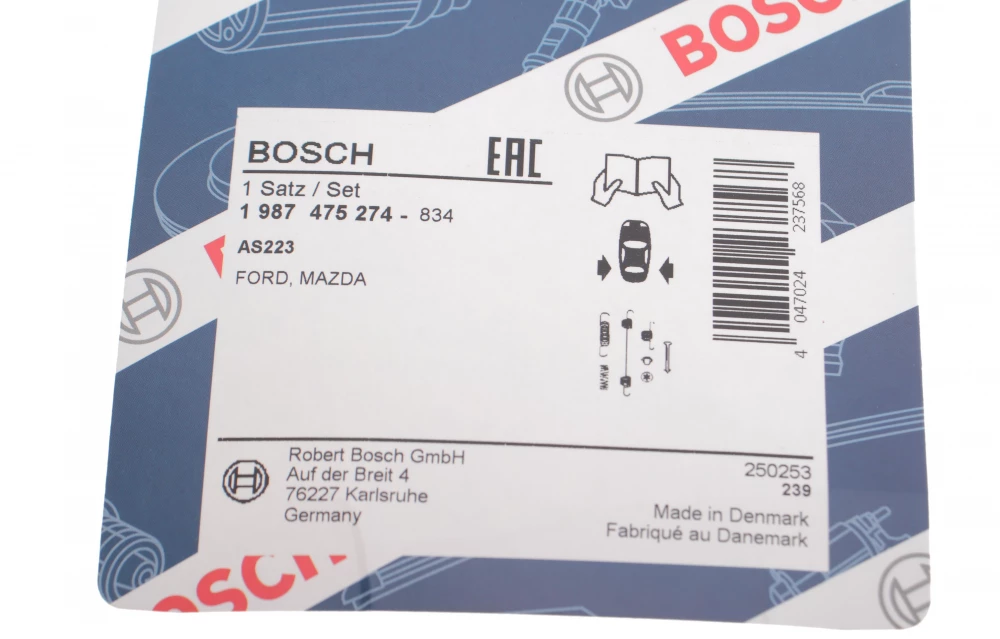 BOSCH
BOSCH EAC
1 Satz / Set
1 987 475 274 - 834
AS223
FORD, MAZDA
4 047024 237568
Robert Bosch GmbH
Auf der Breit 4
76227 Karlsruhe
Germany
250253
239
Made in Denmark
Fabriqué au Danemark
BOSCH